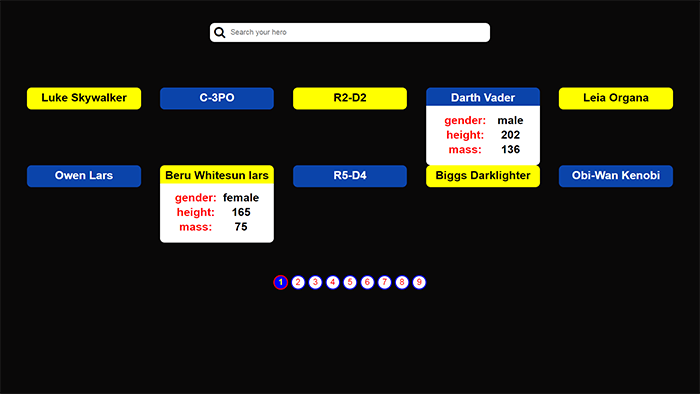 Search your hero
Luke Skywalker
C-3PO
R2-D2
Darth Vader
gender: male
height: 202
mass: 136
Leia Organa
Owen Lars
Beru Whitesun lars
gender: female
height: 165
mass: 75
R5-D4
Biggs Darklighter
Obi-Wan Kenobi
1 2 3 4 5 6 7 8 9